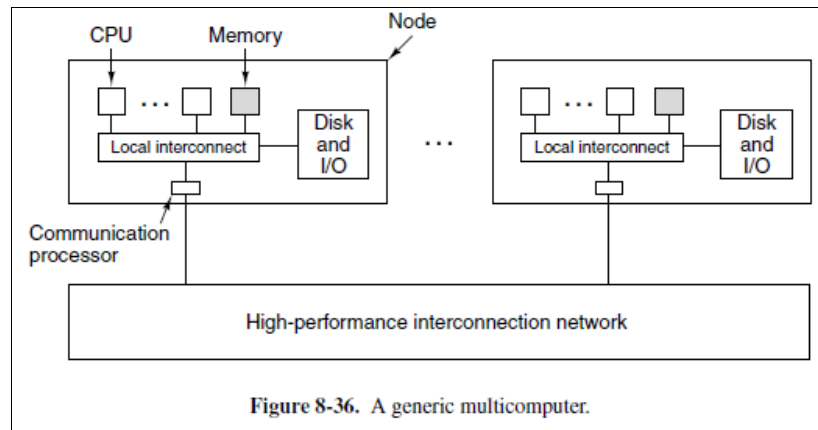 Node
CPU
Memory
...
Local interconnect
Disk
and
I/O
Communication
processor
...
...
Local interconnect
Disk
and
I/O
High-performance interconnection network
Figure 8-36. A generic multicomputer.